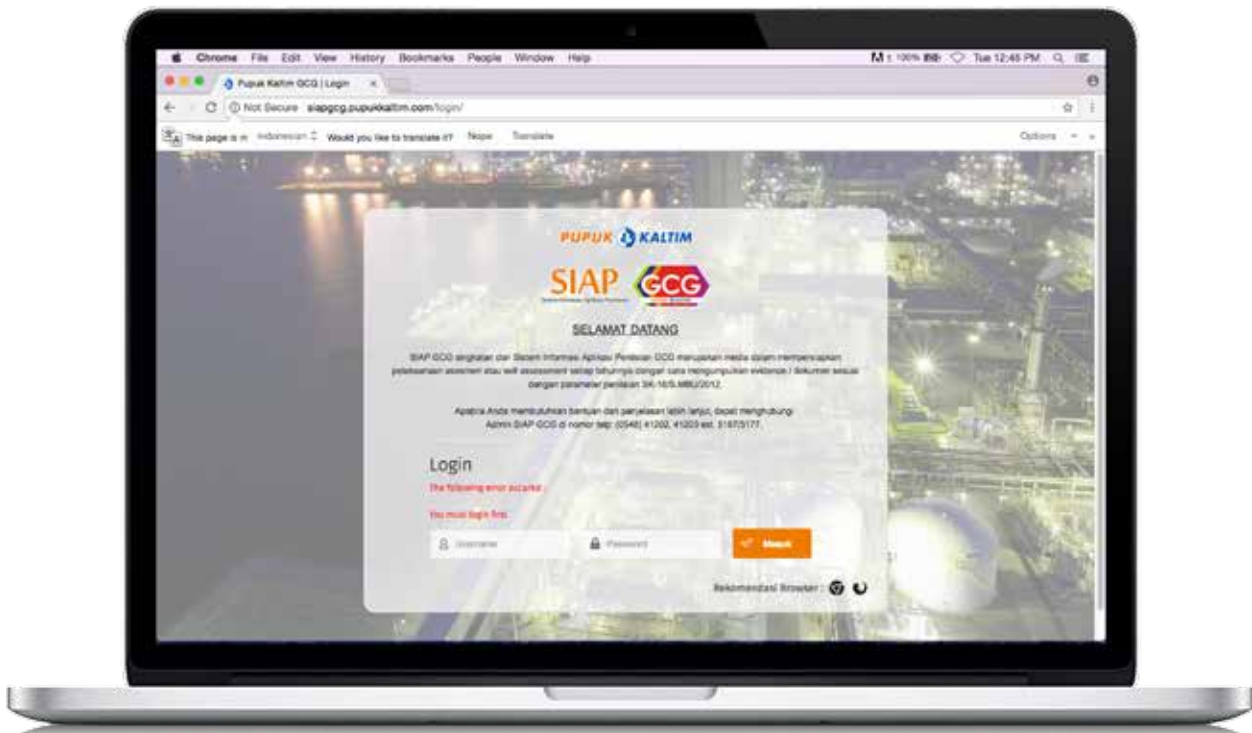 Chrome File Edit View History Bookmarks People Window Help 100% Tue 12:45 PM
Pupuk Kaltim GCG | Login
Not Secure siapgcg.pupukkaltim.com/login/
This page is in Indonesian Would you like to translate it? Nope Translate Options
PUPUK KALTIM
SIAP GCG
SELAMAT DATANG
SIAP GCG singkatan dari Sistem Informasi Aplikasi Penilaian GCG merupakan media dalam mempersiapkan
pelaksanaan asesmen atau self assessment setiap tahunnya dengan cara mengumpulkan evidence / dokumen sesuai
dengan parameter penilaian SK-16/S.MBU/2012.
Apabila Anda membutuhkan bantuan dan penjelasan lebih lanjut, dapat menghubungi
Admin SIAP GCG di nomor telp: (0548) 41202, 41203 ext. 5167/5177.
Login
The following error occured :
You must login first.
Username Password Masuk
Rekomendasi Browser :